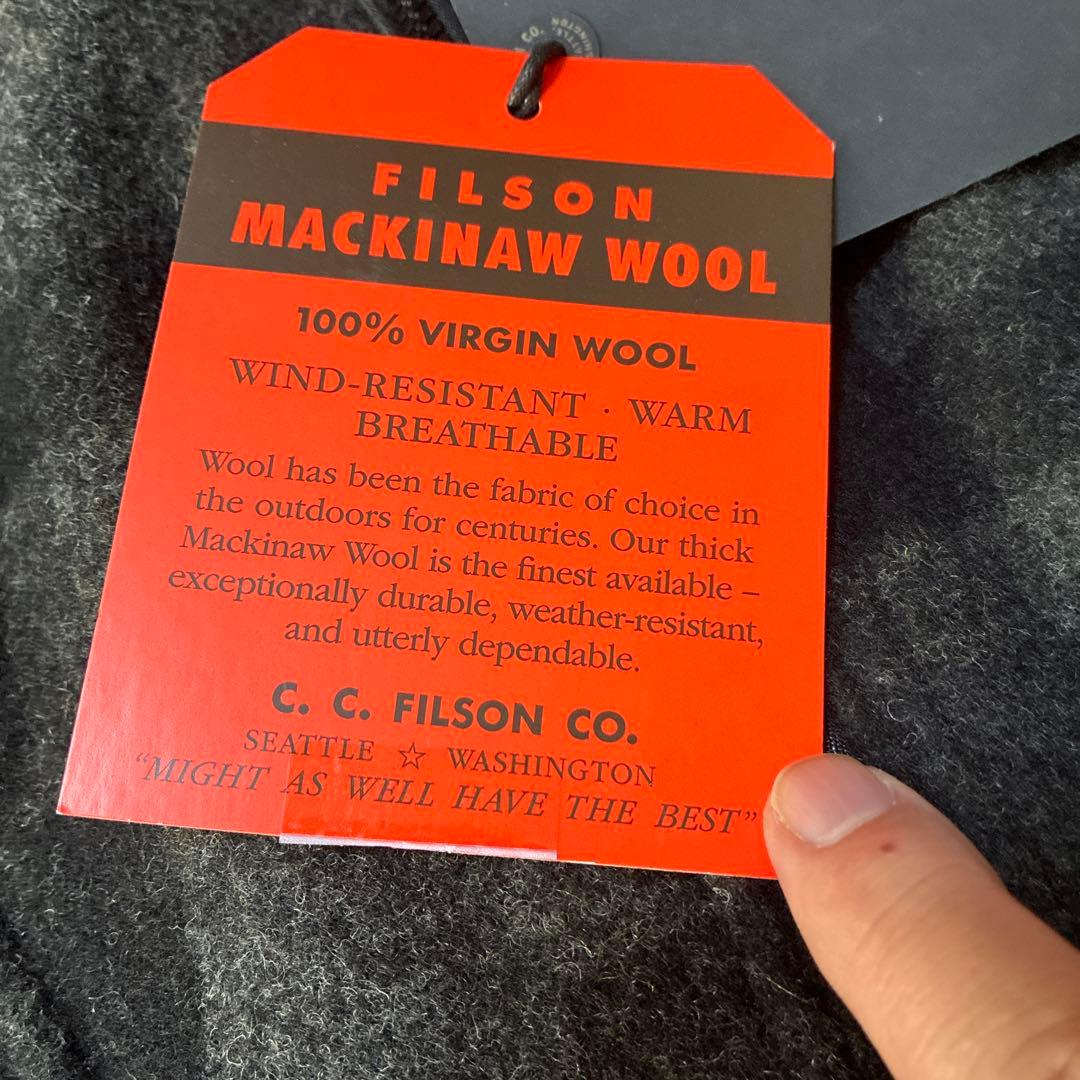 FILSON
MACKINAW WOOL
100% VIRGIN WOOL
WIND-RESISTANT · WARM
BREATHABLE
Wool has been the fabric of choice in
the outdoors for centuries. Our thick
Mackinaw Wool is the finest available –
exceptionally durable, weather-resistant,
and utterly dependable.
C. C. FILSON CO.
SEATTLE ☆ WASHINGTON
"MIGHT AS WELL HAVE THE BEST"